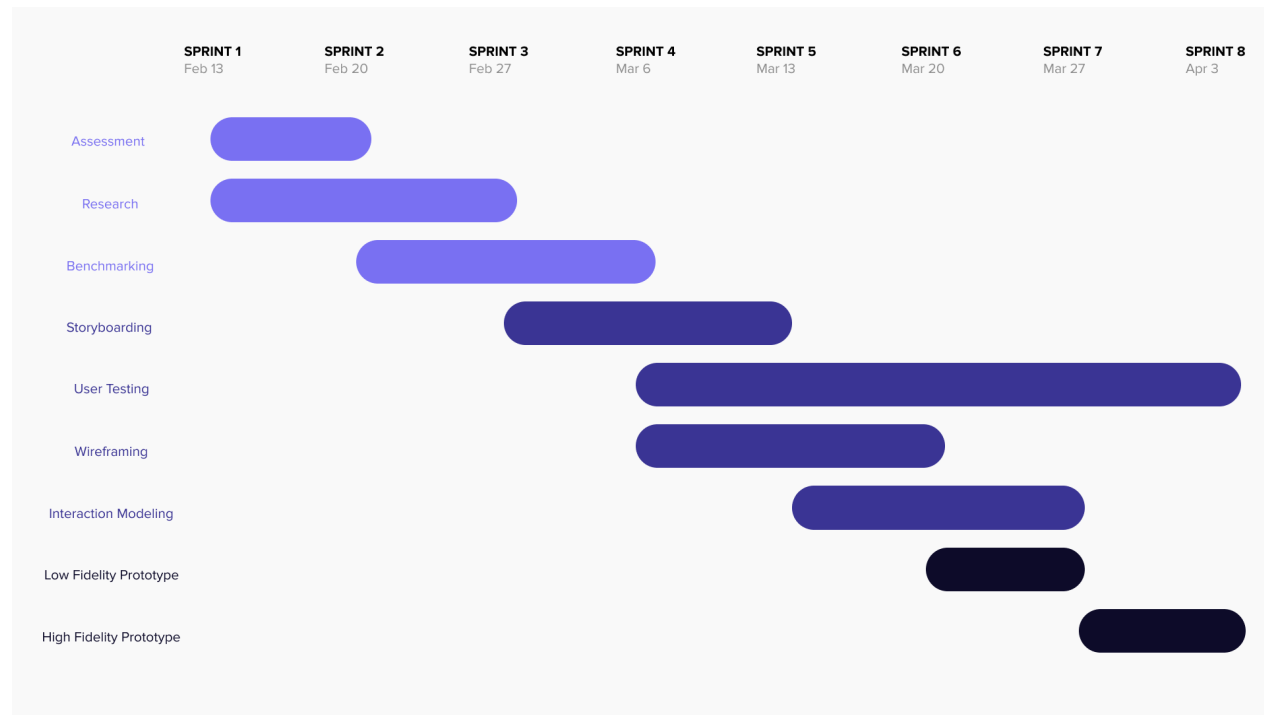 SPRINT 1
Feb 13
SPRINT 2
Feb 20
SPRINT 3
Feb 27
SPRINT 4
Mar 6
SPRINT 5
Mar 13
SPRINT 6
Mar 20
SPRINT 7
Mar 27
SPRINT 8
Apr 3
Assessment
Research
Benchmarking
Storyboarding
User Testing
Wireframing
Interaction Modeling
Low Fidelity Prototype
High Fidelity Prototype